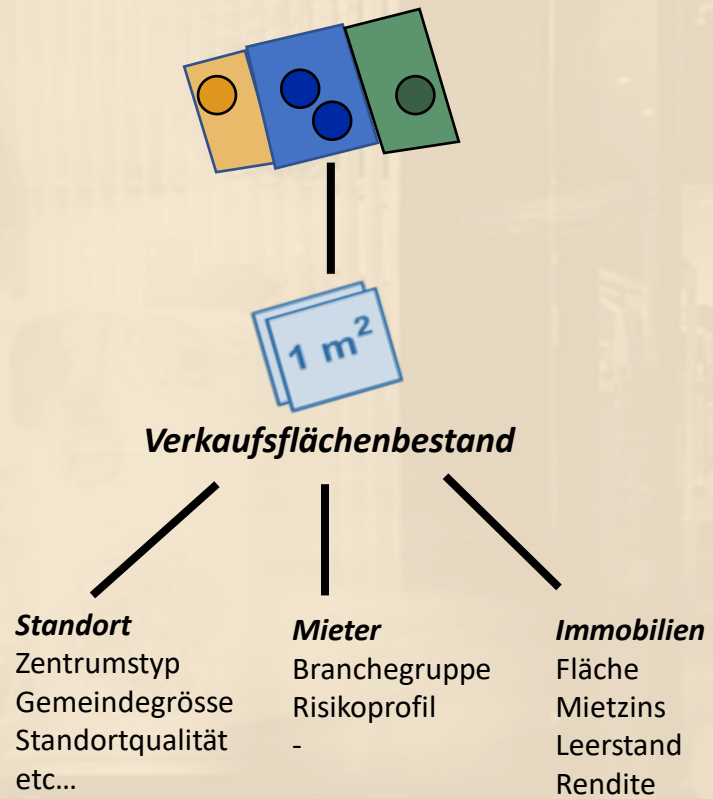 1 m²
Verkaufsflächenbestand
Standort
Zentrumstyp
Gemeindegrösse
Standortqualität
etc…
Mieter
Branchegruppe
Risikoprofil
-
Immobilien
Fläche
Mietzins
Leerstand
Rendite